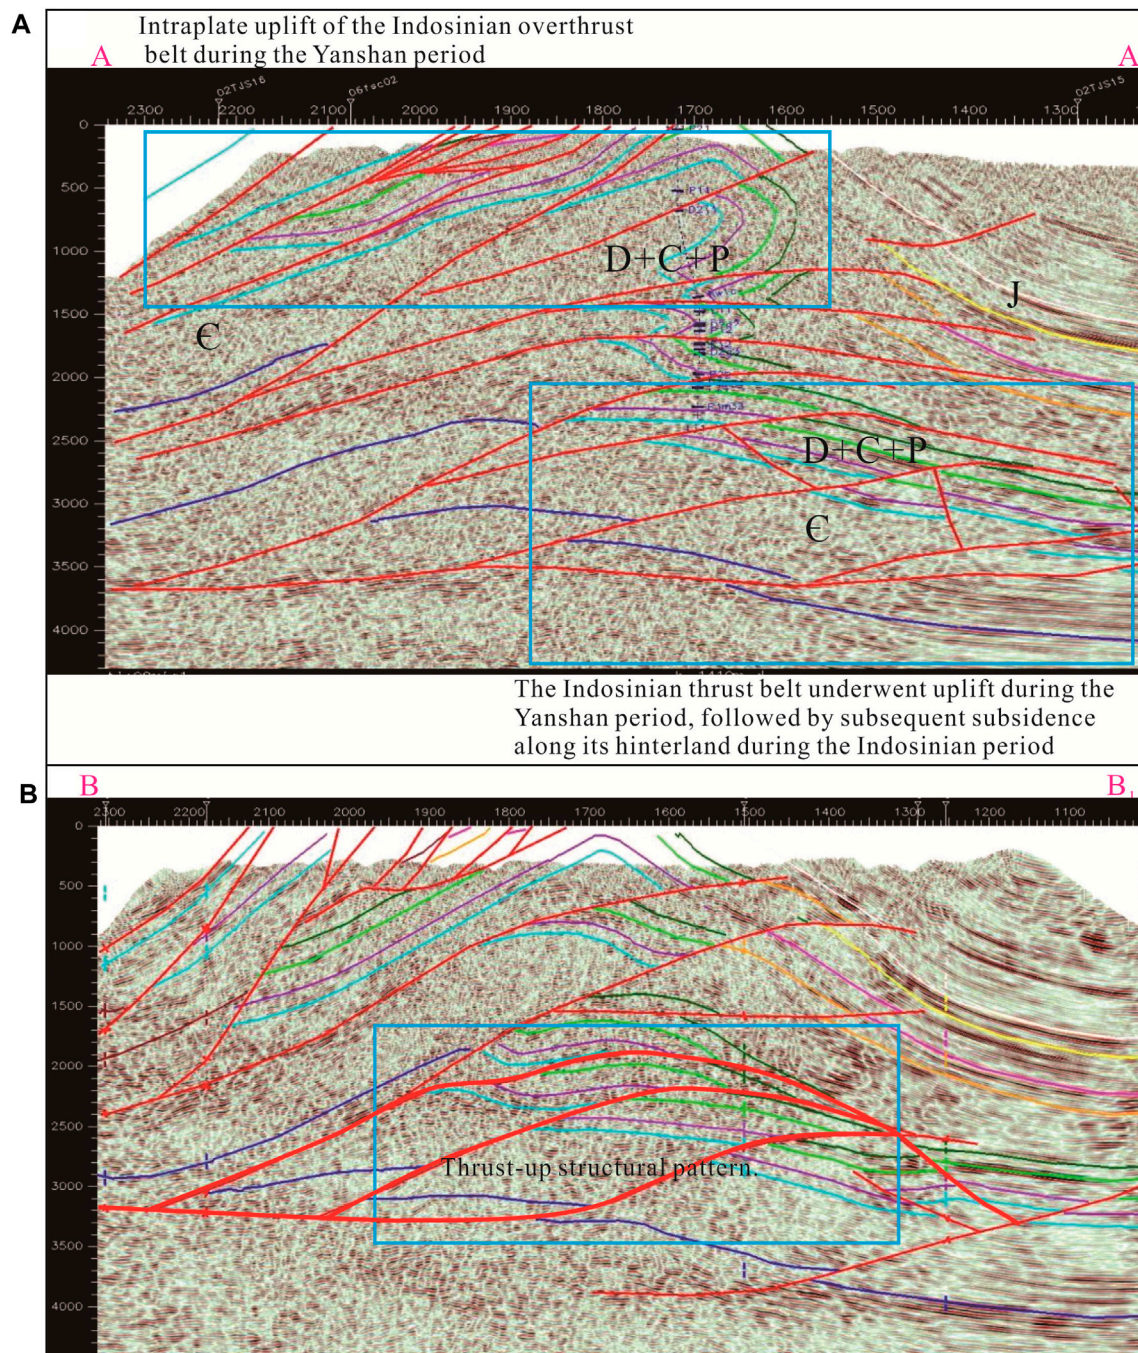 A
Intraplate uplift of the Indosinian overthrust
belt during the Yanshan period
A
A
02TJS16
06fsc02
02TJS15
2300 2200 2100 2000 1900 1800 1700 1600 1500 1400 1300
0
500
1000
1500
2000
2500
3000
3500
4000
P11
D+C+P
J
Є
D+C+P
Є
The Indosinian thrust belt underwent uplift during the
Yanshan period, followed by subsequent subsidence
along its hinterland during the Indosinian period
B
B
B1
2300 2200 2100 2000 1900 1800 1700 1600 1500 1400 1300 1200 1100
0
500
1000
1500
2000
2500
3000
3500
4000
Thrust-up structural pattern.